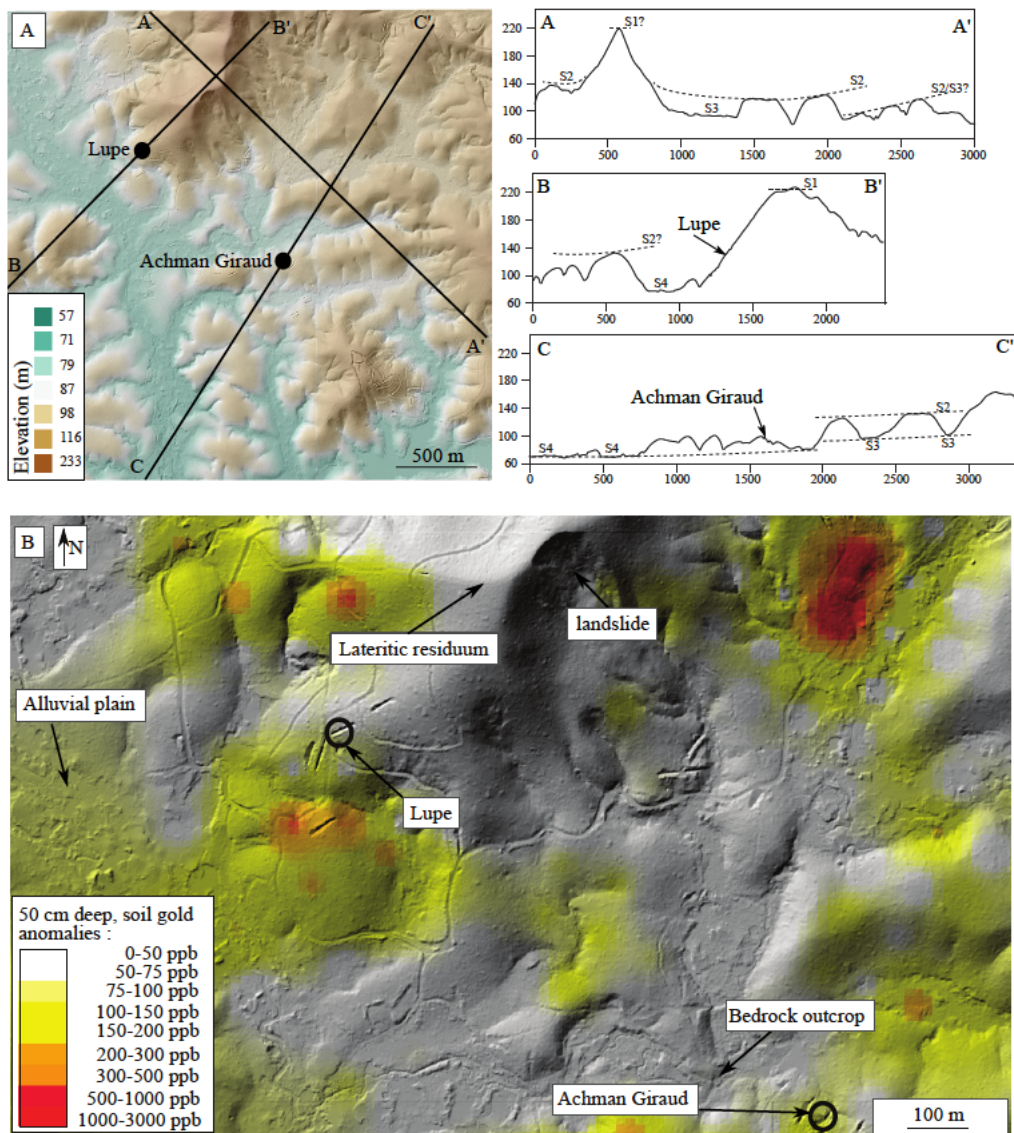 A
A
B'
C'
Lupe
Achman Giraud
B
A'
C
Elevation (m)
57
71
79
87
98
116
233
500 m
A
A'
S1?
S2
S2
S3
S2/S3?
220
180
140
100
60
0
500
1000
1500
2000
2500
3000
B
B'
S1
Lupe
S2?
S4
220
180
140
100
60
0
500
1000
1500
2000
C
C'
Achman Giraud
S2
S3
S3
S4
S4
220
180
140
100
60
0
500
1000
1500
2000
2500
3000
B
N
landslide
Lateritic residuum
Alluvial plain
Lupe
50 cm deep, soil gold
anomalies :
0-50 ppb
50-75 ppb
75-100 ppb
100-150 ppb
150-200 ppb
200-300 ppb
300-500 ppb
500-1000 ppb
1000-3000 ppb
Bedrock outcrop
Achman Giraud
100 m